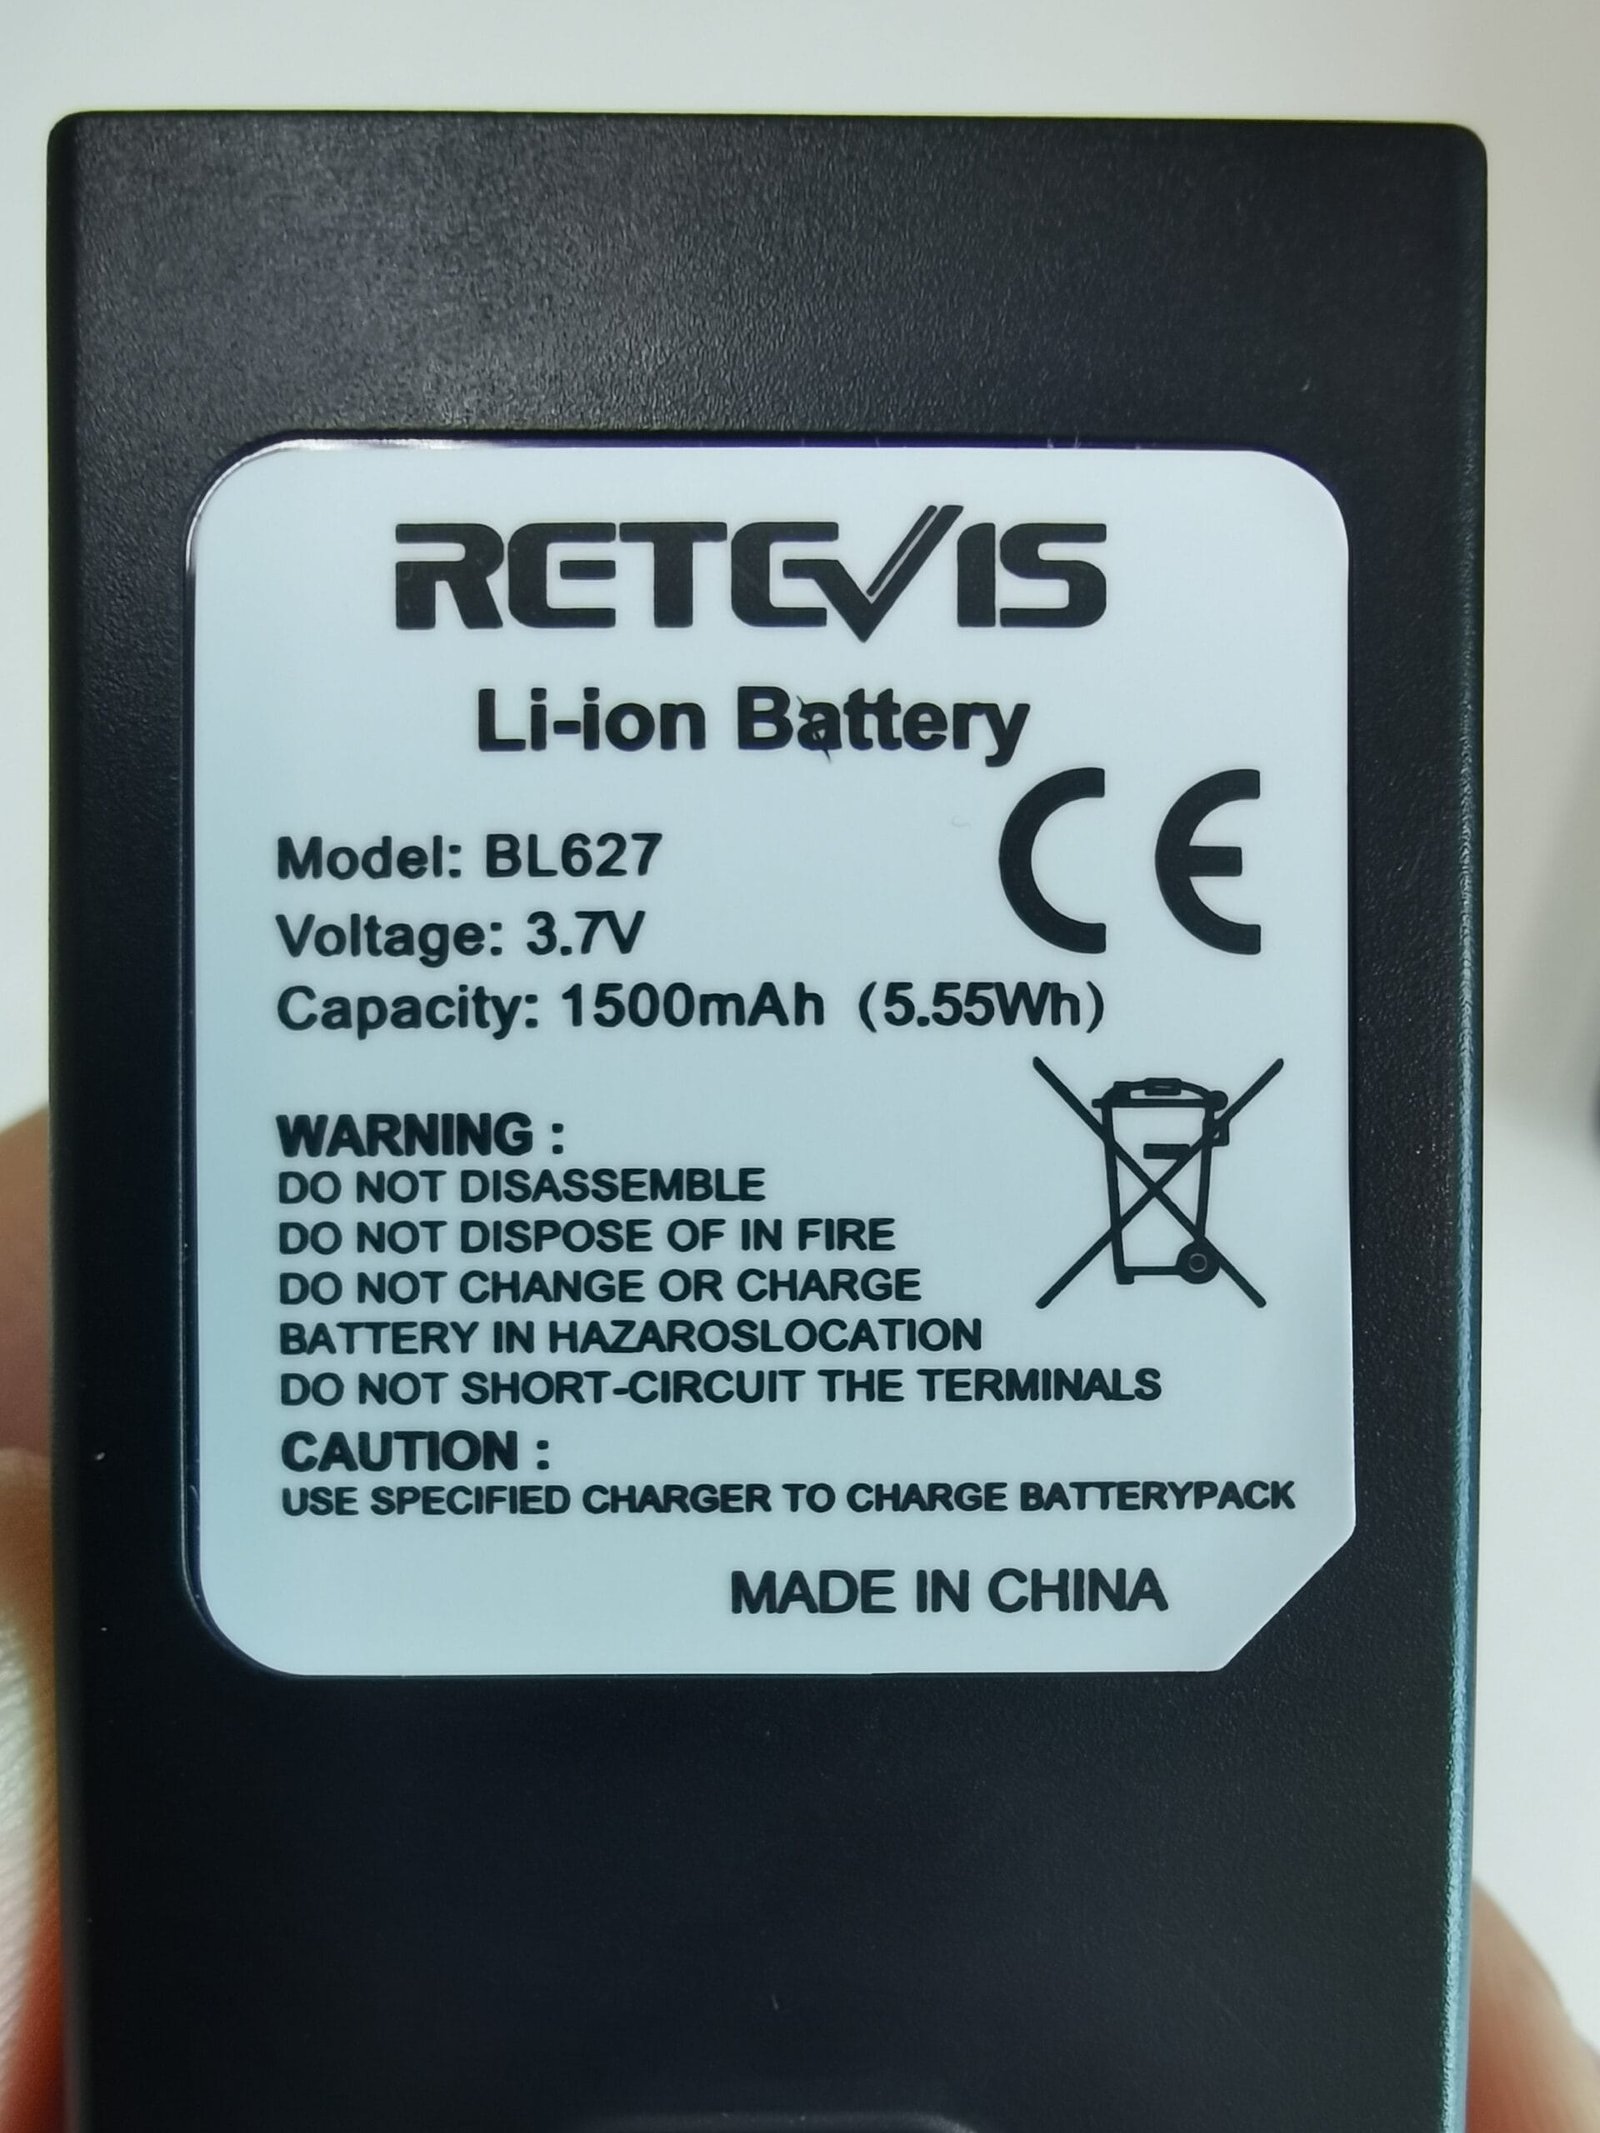 RETEVIS
Li-ion Battery
Model: BL627
Voltage: 3.7V
Capacity: 1500mAh (5.55Wh)
CE
WARNING :
DO NOT DISASSEMBLE
DO NOT DISPOSE OF IN FIRE
DO NOT CHANGE OR CHARGE
BATTERY IN HAZAROSLOCATION
DO NOT SHORT-CIRCUIT THE TERMINALS
CAUTION :
USE SPECIFIED CHARGER TO CHARGE BATTERYPACK
MADE IN CHINA